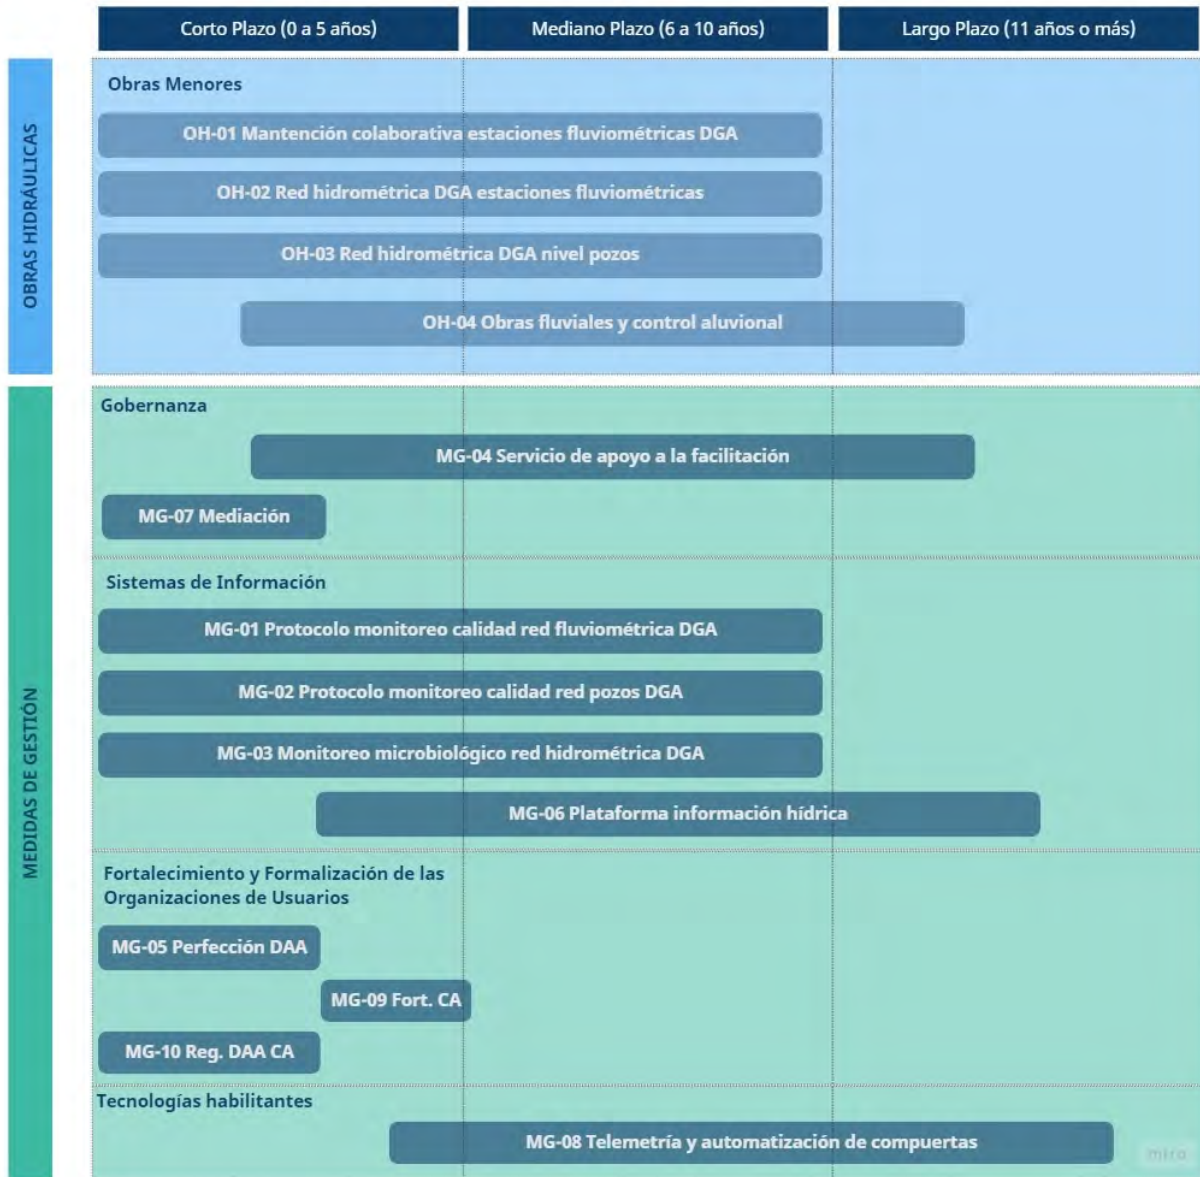 Corto Plazo (0 a 5 años)
Mediano Plazo (6 a 10 años)
Largo Plazo (11 años o más)
OBRAS HIDRÁULICAS
Obras Menores
OH-01 Mantención colaborativa estaciones fluviométricas DGA
OH-02 Red hidrométrica DGA estaciones fluviométricas
OH-03 Red hidrométrica DGA nivel pozos
OH-04 Obras fluviales y control aluvional
MEDIDAS DE GESTIÓN
Gobernanza
MG-04 Servicio de apoyo a la facilitación
MG-07 Mediación
Sistemas de Información
MG-01 Protocolo monitoreo calidad red fluviométrica DGA
MG-02 Protocolo monitoreo calidad red pozos DGA
MG-03 Monitoreo microbiológico red hidrométrica DGA
MG-06 Plataforma información hídrica
Fortalecimiento y Formalización de las
Organizaciones de Usuarios
MG-05 Perfección DAA
MG-09 Fort. CA
MG-10 Reg. DAA CA
Tecnologías habilitantes
MG-08 Telemetría y automatización de compuertas
miro